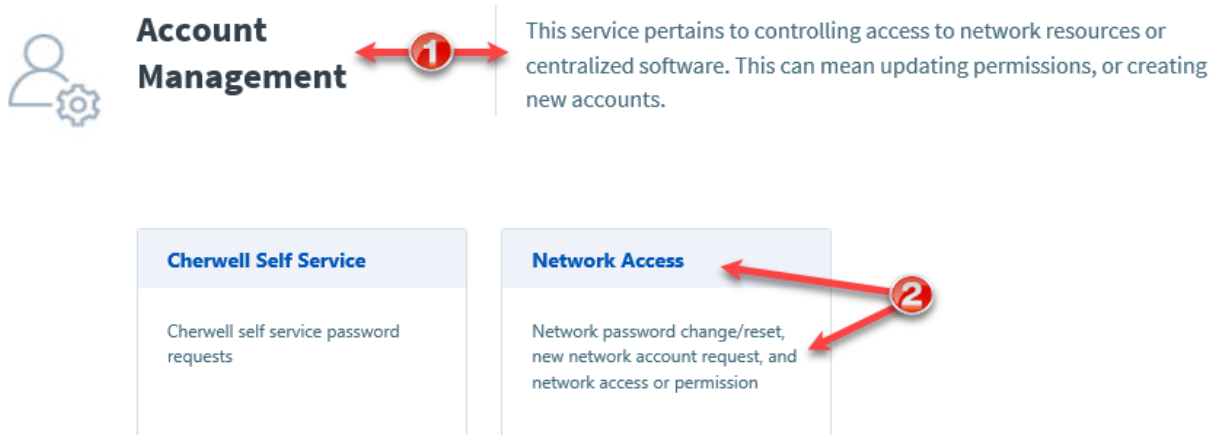 Account
Management
1
This service pertains to controlling access to network resources or
centralized software. This can mean updating permissions, or creating
new accounts.
Cherwell Self Service
Cherwell self service password
requests
Network Access
2
Network password change/reset,
new network account request, and
network access or permission